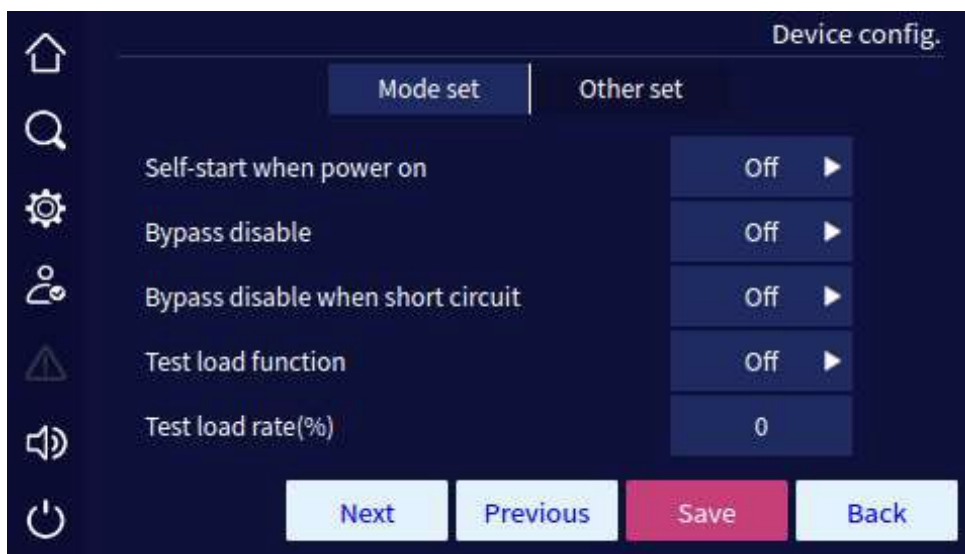 Device config.
Mode set Other set
Self-start when power on Off
Bypass disable Off
Bypass disable when short circuit Off
Test load function Off
Test load rate(%) 0
Next Previous Save Back